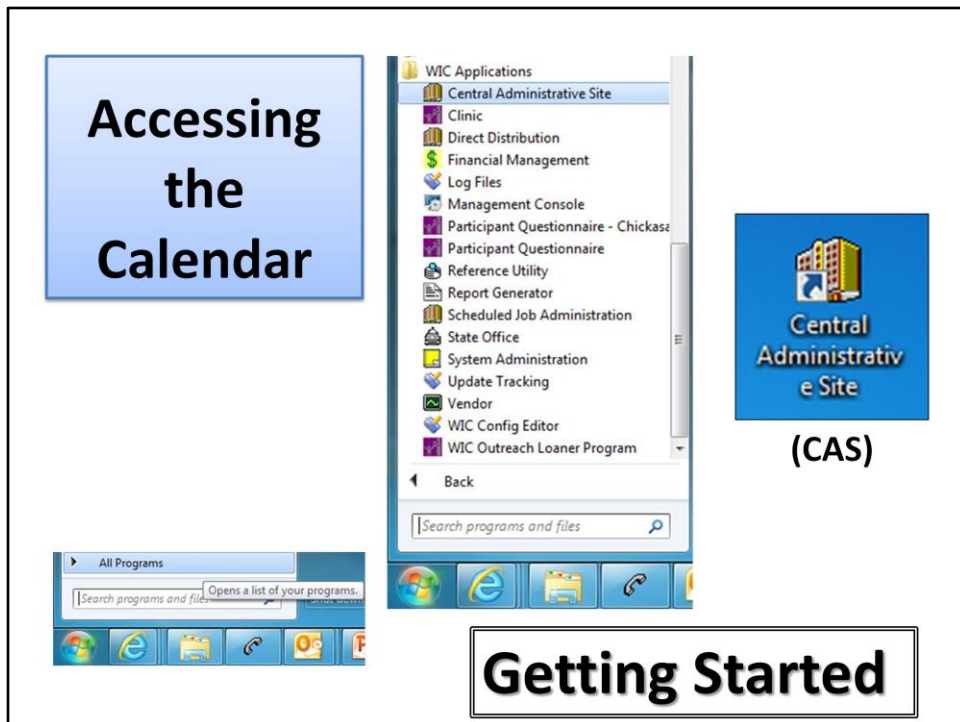 Accessing
the
Calendar
WIC Applications
Central Administrative Site
Clinic
Direct Distribution
Financial Management
Log Files
Management Console
Participant Questionnaire - Chickasa
Participant Questionnaire
Reference Utility
Report Generator
Scheduled Job Administration
State Office
System Administration
Update Tracking
Vendor
WIC Config Editor
WIC Outreach Loaner Program
Back
Search programs and files
Central
Administrativ
e Site
(CAS)
All Programs
Search programs and files
Opens a list of your programs.
Shut down
Getting Started